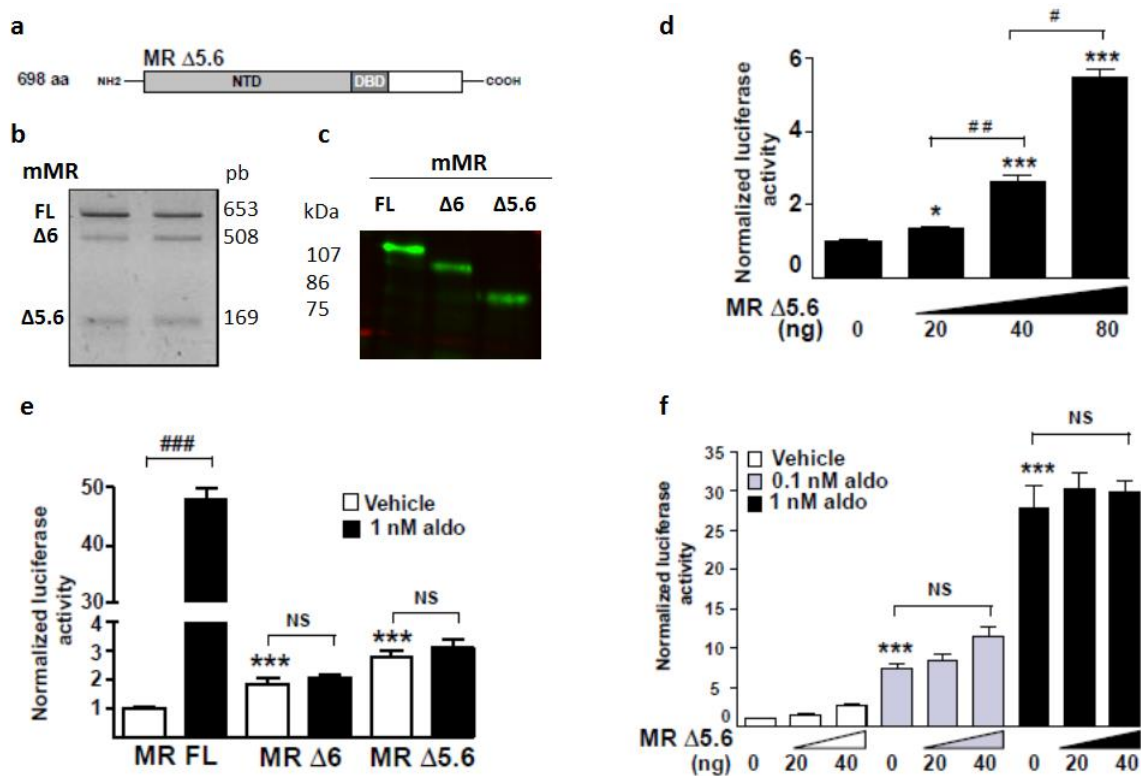 a
MR Δ5.6
698 aa NH2 NTD DBD COOH
b
mMR
pb
FL 653
Δ6 508
Δ5.6 169
c
mMR
kDa FL Δ6 Δ5.6
107
86
75
d
#
##
***
***
*
Normalized luciferase activity
6
4
2
0
MR Δ5.6
(ng) 0 20 40 80
e
###
NS
NS
***
***
Vehicle
1 nM aldo
Normalized luciferase activity
50
40
30
4
3
2
1
MR FL MR Δ6 MR Δ5.6
f
NS
NS
***
***
Vehicle
0.1 nM aldo
1 nM aldo
Normalized luciferase activity
35
30
25
20
15
10
5
0
MR Δ5.6
(ng) 0 20 40 0 20 40 0 20 40